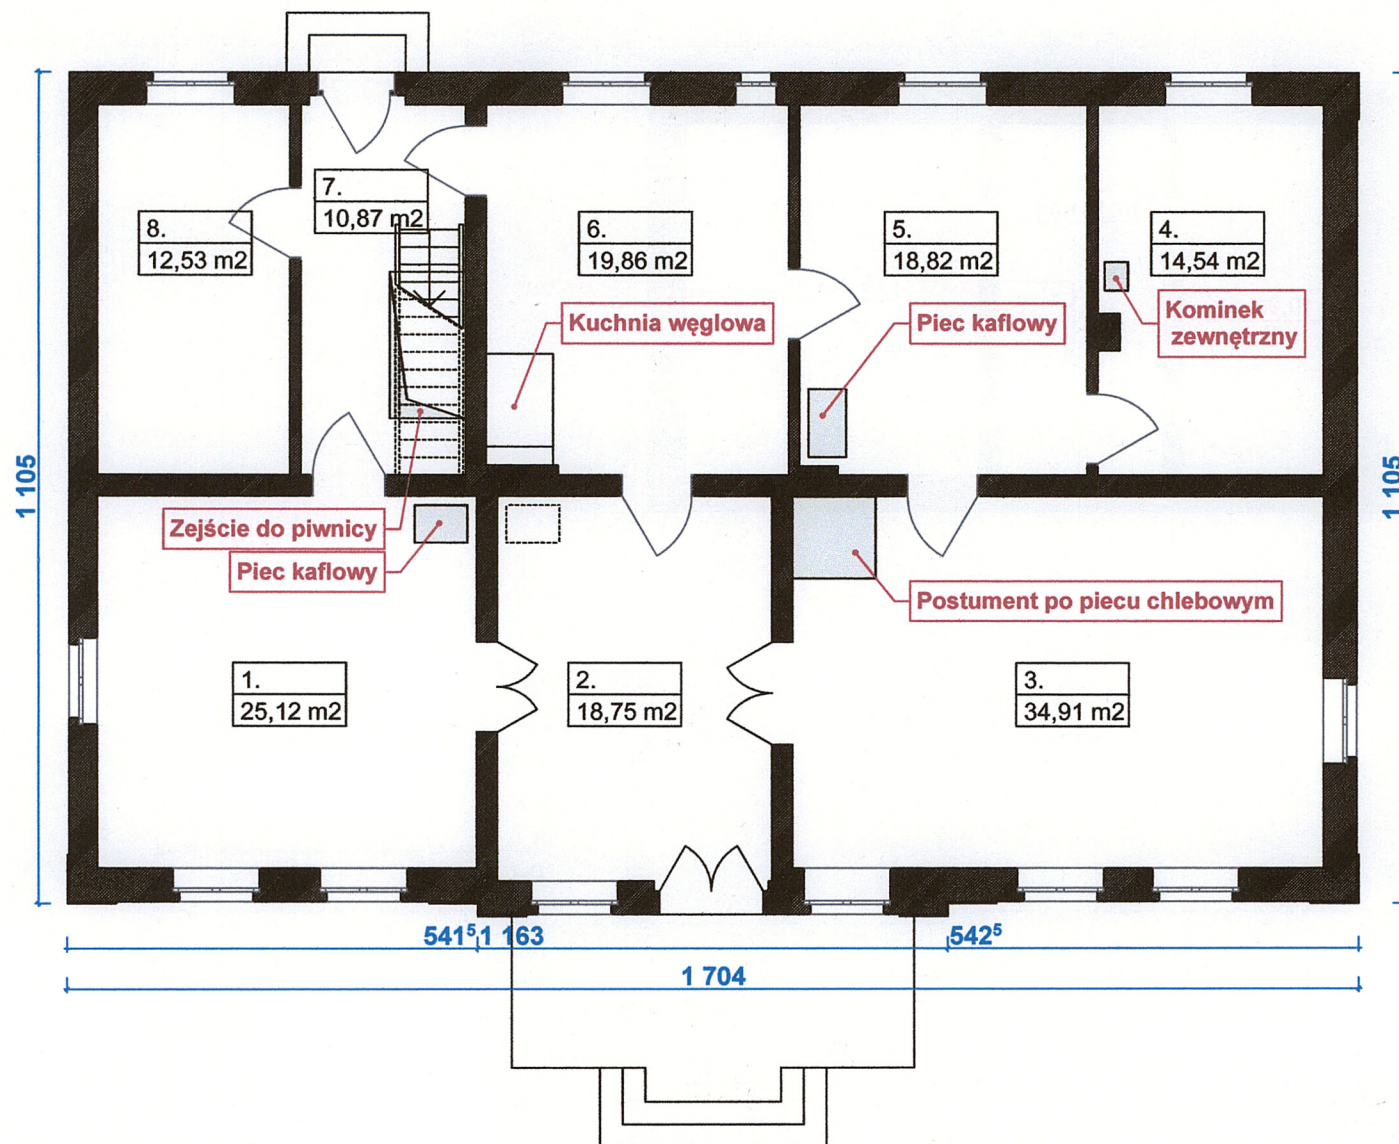 7.
10,87 m2
8.
12,53 m2
6.
19,86 m2
5.
18,82 m2
4.
14,54 m2
Kuchnia węglowa
Piec kaflowy
Kominek
zewnętrzny
1 105
1 105
Zejście do piwnicy
Piec kaflowy
Postument po piecu chlebowym
1.
25,12 m2
2.
18,75 m2
3.
34,91 m2
541⁵ 1 163 542⁵
1 704